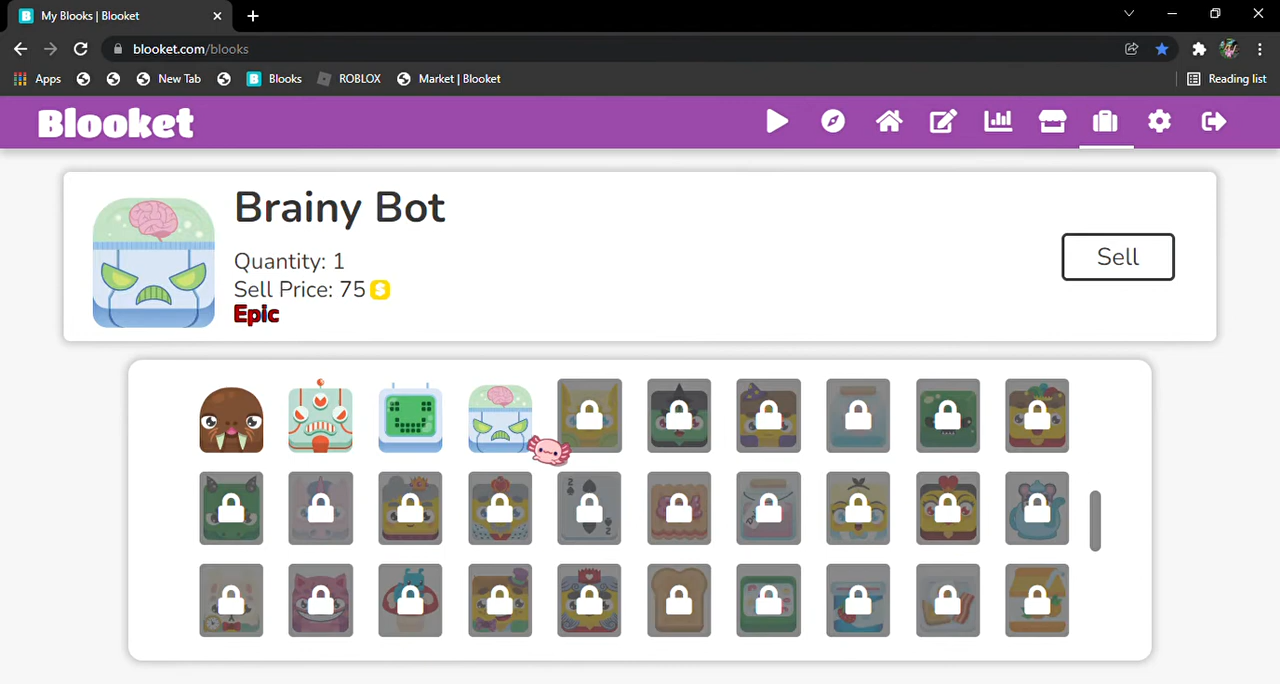 My Blooks | Blooket
blooket.com/blooks
Apps New Tab Blooks ROBLOX Market | Blooket Reading list
Blooket
Brainy Bot
Quantity: 1
Sell Price: 75
Epic
Sell